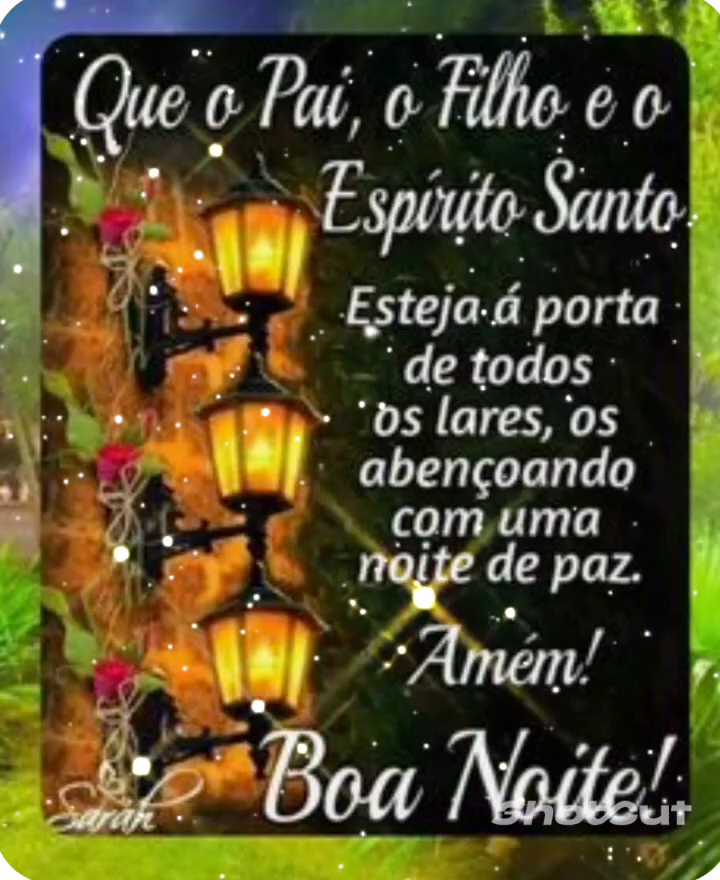 Que o Pai, o Filho e o
Espírito Santo
Esteja á porta
de todos
os lares, os
abençoando
com uma
noite de paz.
Amém!
Boa Noite!
Sarah
ShotCut